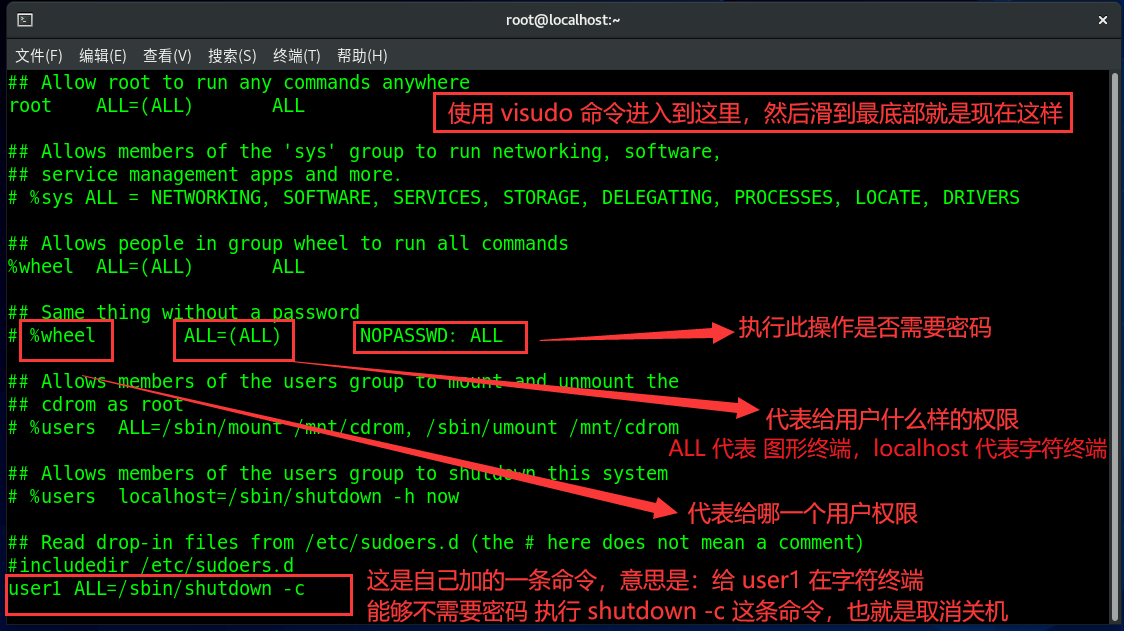 root@localhost:~
文件(F) 编辑(E) 查看(V) 搜索(S) 终端(T) 帮助(H)
## Allow root to run any commands anywhere
root ALL=(ALL) ALL
使用 visudo 命令进入到这里，然后滑到最底部就是现在这样
## Allows members of the 'sys' group to run networking, software,
## service management apps and more.
# %sys ALL = NETWORKING, SOFTWARE, SERVICES, STORAGE, DELEGATING, PROCESSES, LOCATE, DRIVERS
## Allows people in group wheel to run all commands
%wheel ALL=(ALL) ALL
## Same thing without a password
# %wheel ALL=(ALL) NOPASSWD: ALL
执行此操作是否需要密码
## Allows members of the users group to mount and unmount the
## cdrom as root
# %users ALL=/sbin/mount /mnt/cdrom, /sbin/umount /mnt/cdrom
代表给用户什么样的权限
ALL 代表 图形终端，localhost 代表字符终端
## Allows members of the users group to shutdown this system
# %users localhost=/sbin/shutdown -h now
代表给哪一个用户权限
## Read drop-in files from /etc/sudoers.d (the # here does not mean a comment)
#includedir /etc/sudoers.d
user1 ALL=/sbin/shutdown -c
这是自己加的一条命令，意思是：给 user1 在字符终端
能够不需要密码 执行 shutdown -c 这条命令，也就是取消关机